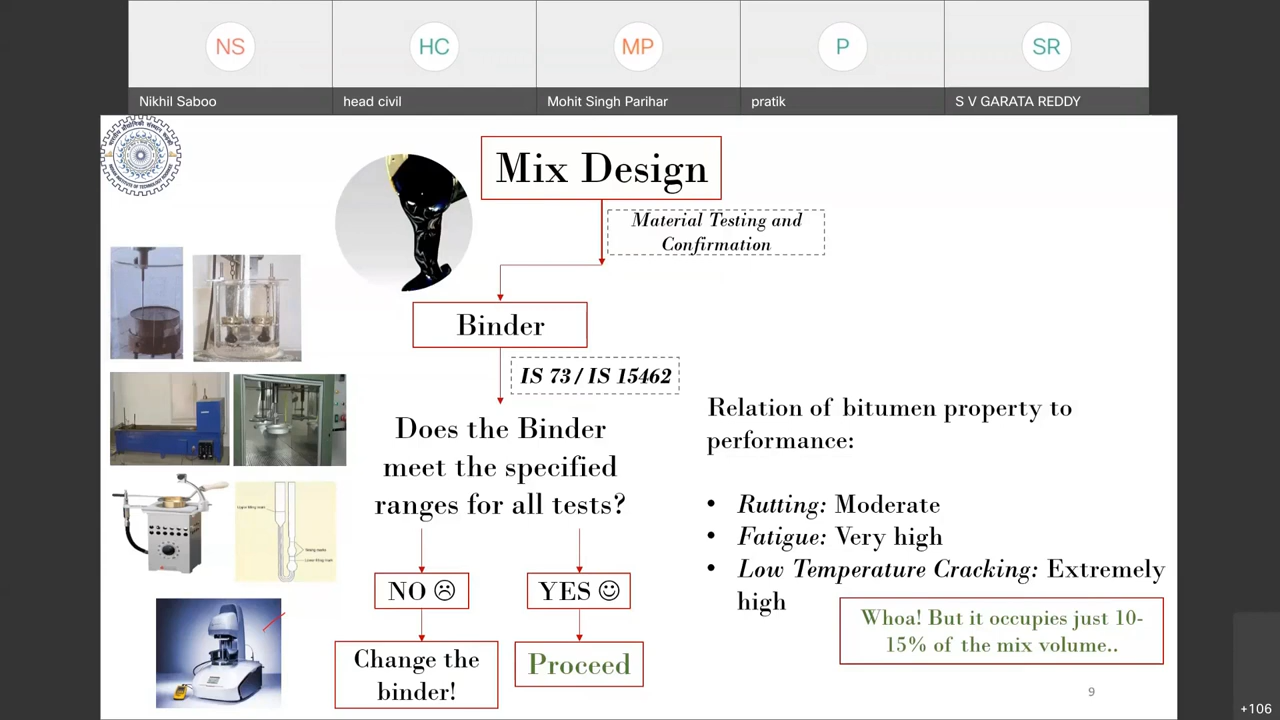 NS
HC
MP
P
SR
Nikhil Saboo
head civil
Mohit Singh Parihar
pratik
S V GARATA REDDY
Mix Design
Material Testing and
Confirmation
Binder
IS 73 / IS 15462
Does the Binder
meet the specified
ranges for all tests?
NO ☹
YES ☺
Change the
binder!
Proceed
Relation of bitumen property to
performance:
• Rutting: Moderate
• Fatigue: Very high
• Low Temperature Cracking: Extremely
high
Whoa! But it occupies just 10-
15% of the mix volume..
9
+106